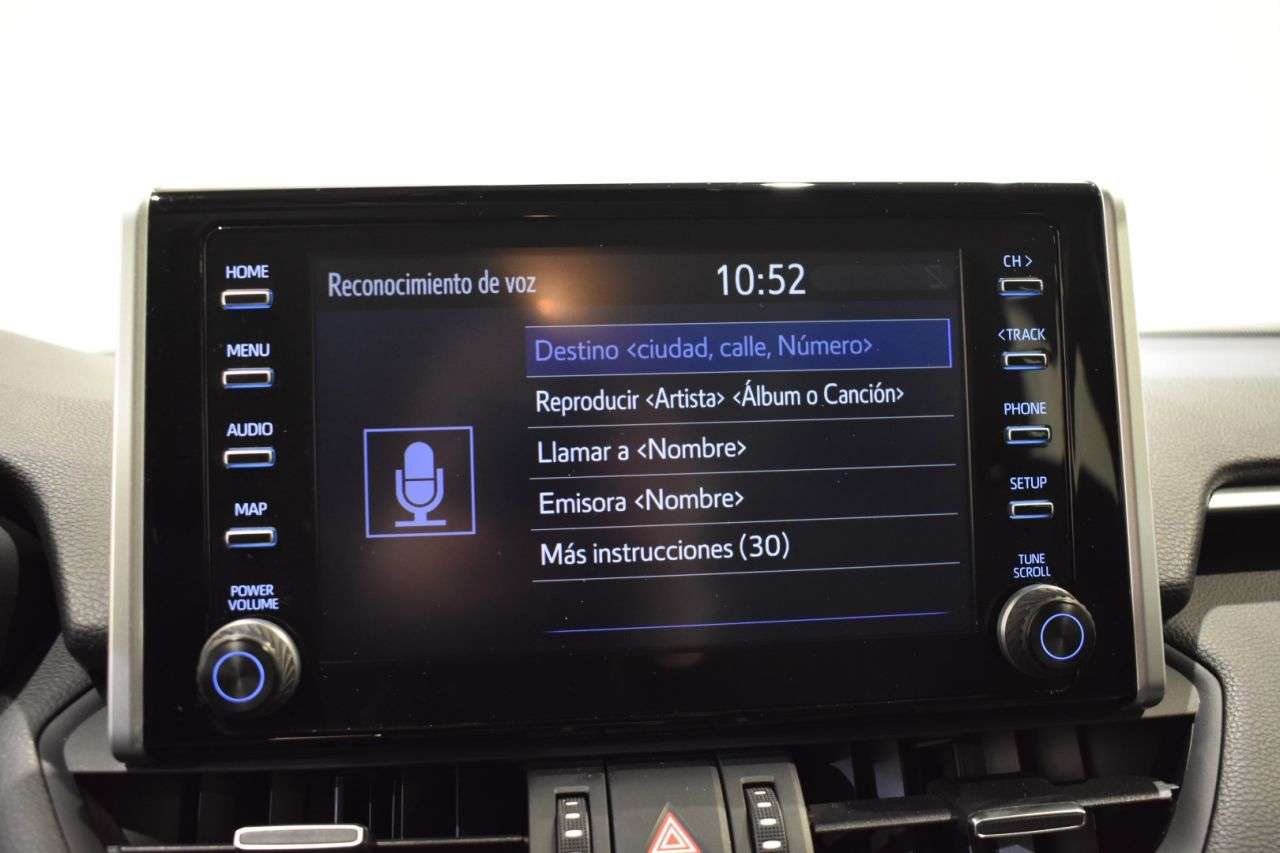 HOME
MENU
AUDIO
MAP
POWER
VOLUME
Reconocimiento de voz
10:52
Destino <ciudad, calle, Número>
Reproducir <Artista> <Álbum o Canción>
Llamar a <Nombre>
Emisora <Nombre>
Más instrucciones (30)
CH >
<TRACK
PHONE
SETUP
TUNE
SCROLL